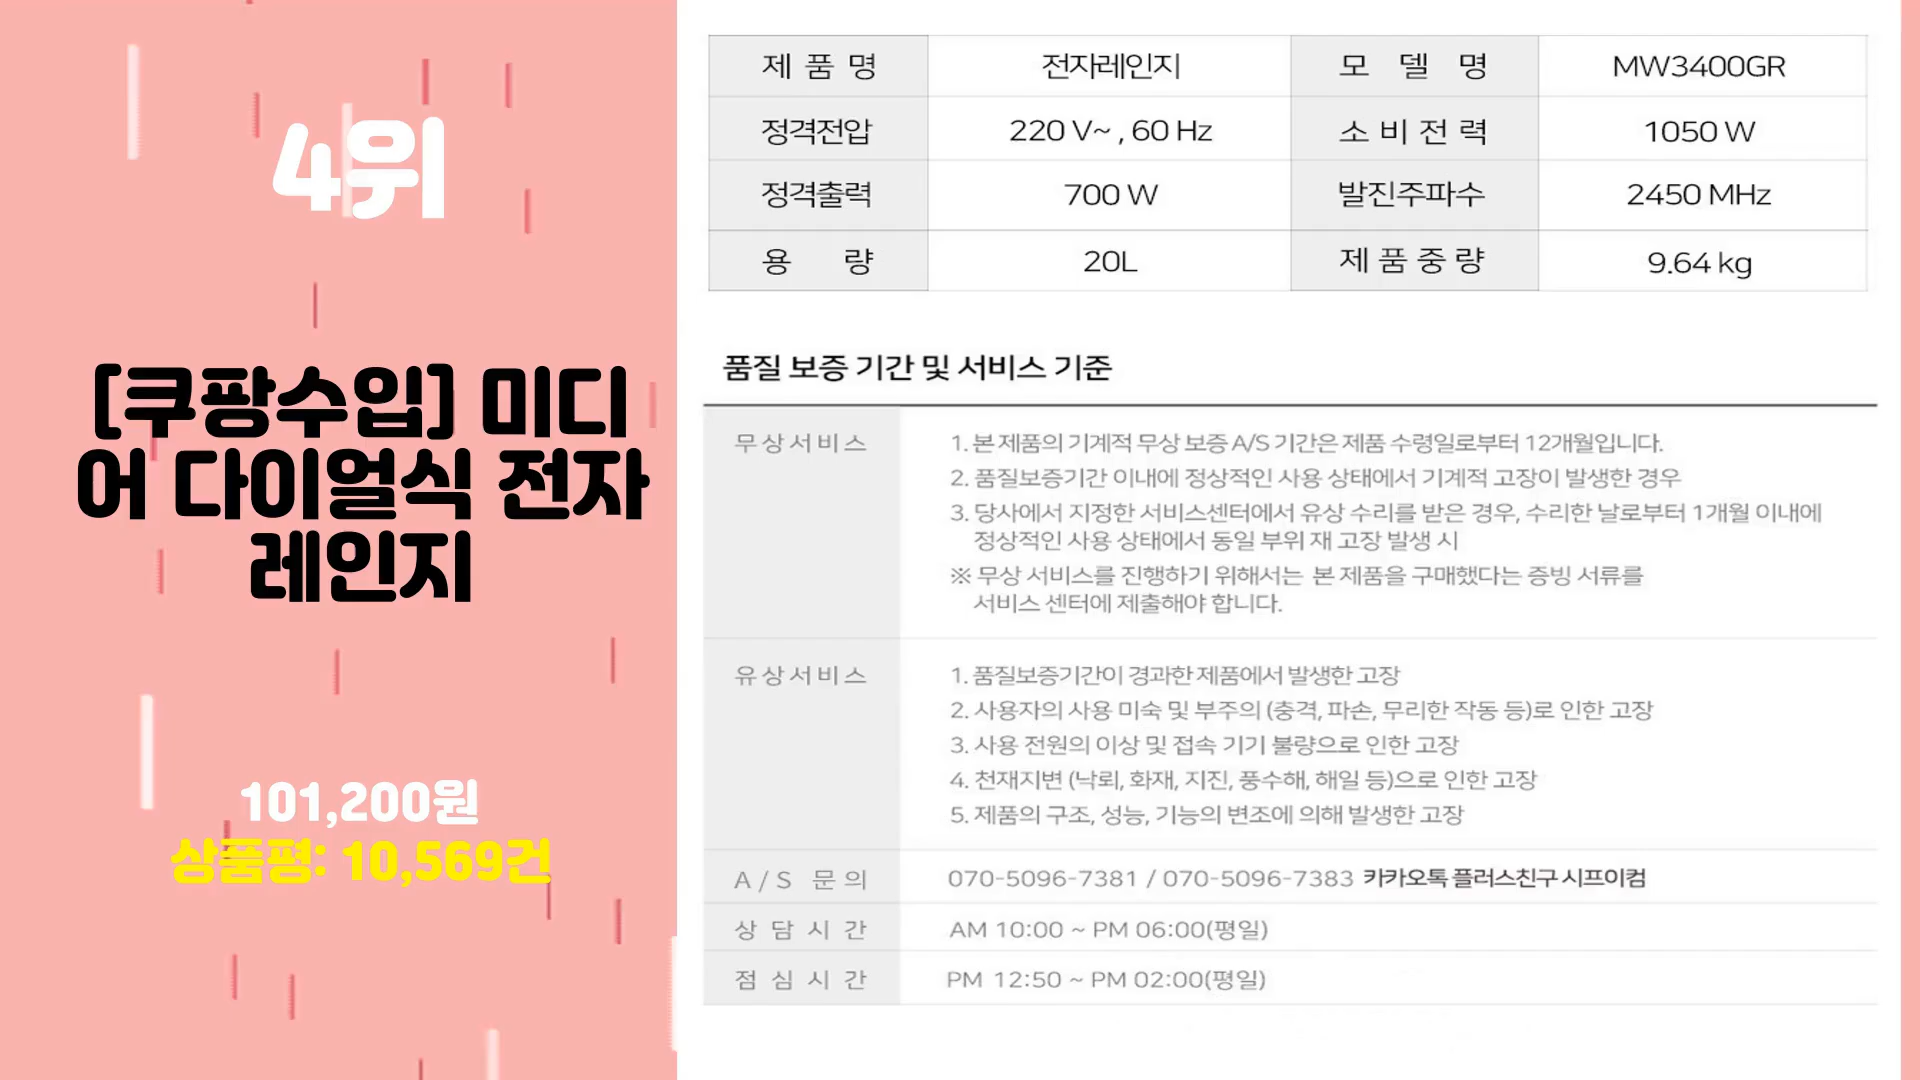 4위
[쿠팡수입] 미디
어 다이얼식 전자
레인지
101,200원
상품평: 10,569건
제 품 명 전자레인지 모 델 명 MW3400GR
정격전압 220 V~ , 60 Hz 소 비 전 력 1050 W
정격출력 700 W 발진주파수 2450 MHz
용 량 20L 제 품 중 량 9.64 kg
품질 보증 기간 및 서비스 기준
무상서비스 1. 본 제품의 기계적 무상 보증 A/S 기간은 제품 수령일로부터 12개월입니다.
2. 품질보증기간 이내에 정상적인 사용 상태에서 기계적 고장이 발생한 경우
3. 당사에서 지정한 서비스센터에서 유상 수리를 받은 경우, 수리한 날로부터 1개월 이내에
정상적인 사용 상태에서 동일 부위 재 고장 발생 시
※ 무상 서비스를 진행하기 위해서는 본 제품을 구매했다는 증빙 서류를
서비스 센터에 제출해야 합니다.
유상서비스 1. 품질보증기간이 경과한 제품에서 발생한 고장
2. 사용자의 사용 미숙 및 부주의 (충격, 파손, 무리한 작동 등)로 인한 고장
3. 사용 전원의 이상 및 접속 기기 불량으로 인한 고장
4. 천재지변 (낙뢰, 화재, 지진, 풍수해, 해일 등)으로 인한 고장
5. 제품의 구조, 성능, 기능의 변조에 의해 발생한 고장
A/S 문의 070-5096-7381 / 070-5096-7383 카카오톡 플러스친구 시프이컴
상 담 시 간 AM 10:00 ~ PM 06:00(평일)
점 심 시 간 PM 12:50 ~ PM 02:00(평일)